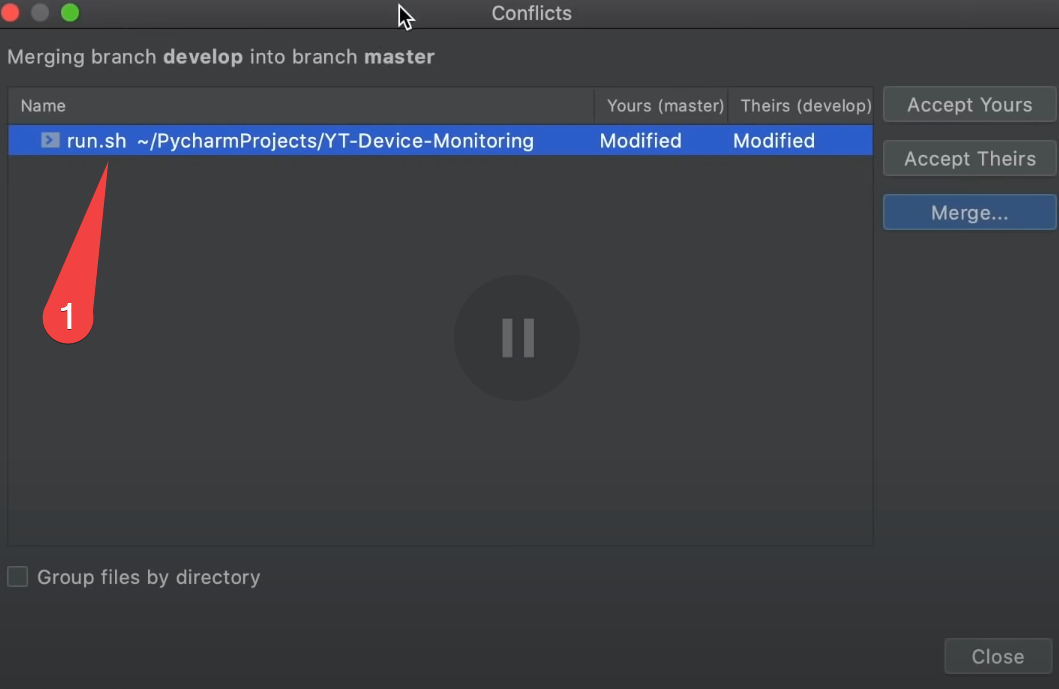 Conflicts
Merging branch develop into branch master
Name Yours (master) Theirs (develop)
run.sh ~/PycharmProjects/YT-Device-Monitoring Modified Modified
Accept Yours
Accept Theirs
Merge...
1
Group files by directory
Close